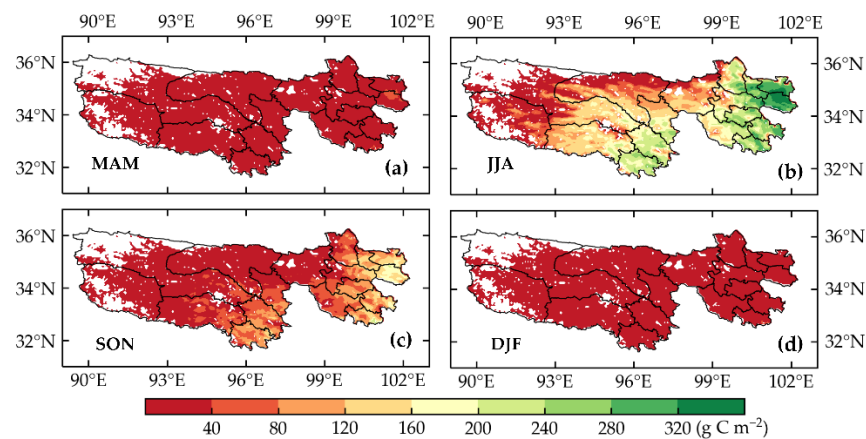 90°E 93°E 96°E 99°E 102°E 90°E 93°E 96°E 99°E 102°E
36°N 36°N
34°N 34°N
32°N 32°N
MAM (a) JJA (b)
36°N 36°N
34°N 34°N
32°N 32°N
SON (c) DJF (d)
90°E 93°E 96°E 99°E 102°E 90°E 93°E 96°E 99°E 102°E
40 80 120 160 200 240 280 320 (g C m⁻²)